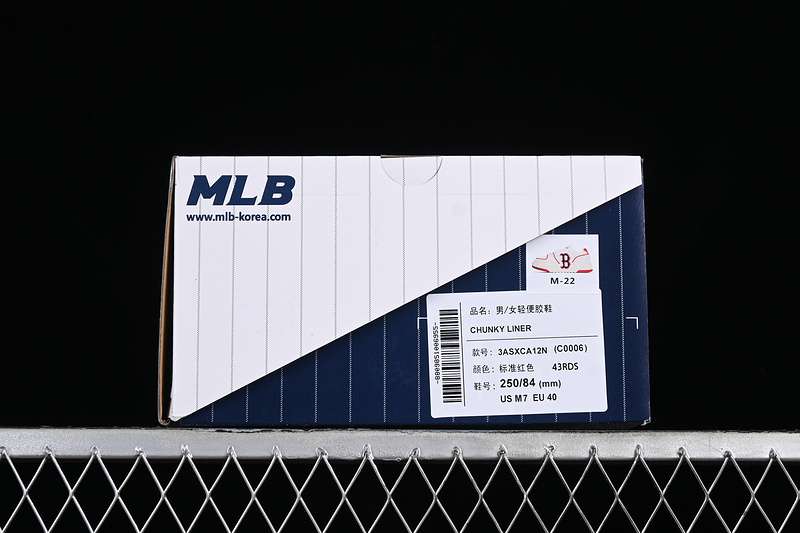 MLB
www.mlb-korea.com
B
M-22
品名：男/女轻便胶鞋
CHUNKY LINER
款号：3ASXCA12N (C0006)
颜色：标准红色 43RDS
鞋号：250/84 (mm)
US M7 EU 40